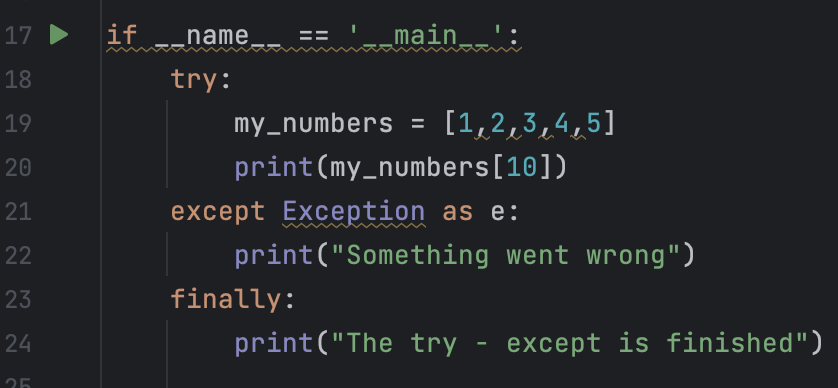 17 if __name__ == '__main__':
18 try:
19 my_numbers = [1,2,3,4,5]
20 print(my_numbers[10])
21 except Exception as e:
22 print("Something went wrong")
23 finally:
24 print("The try - except is finished")
25